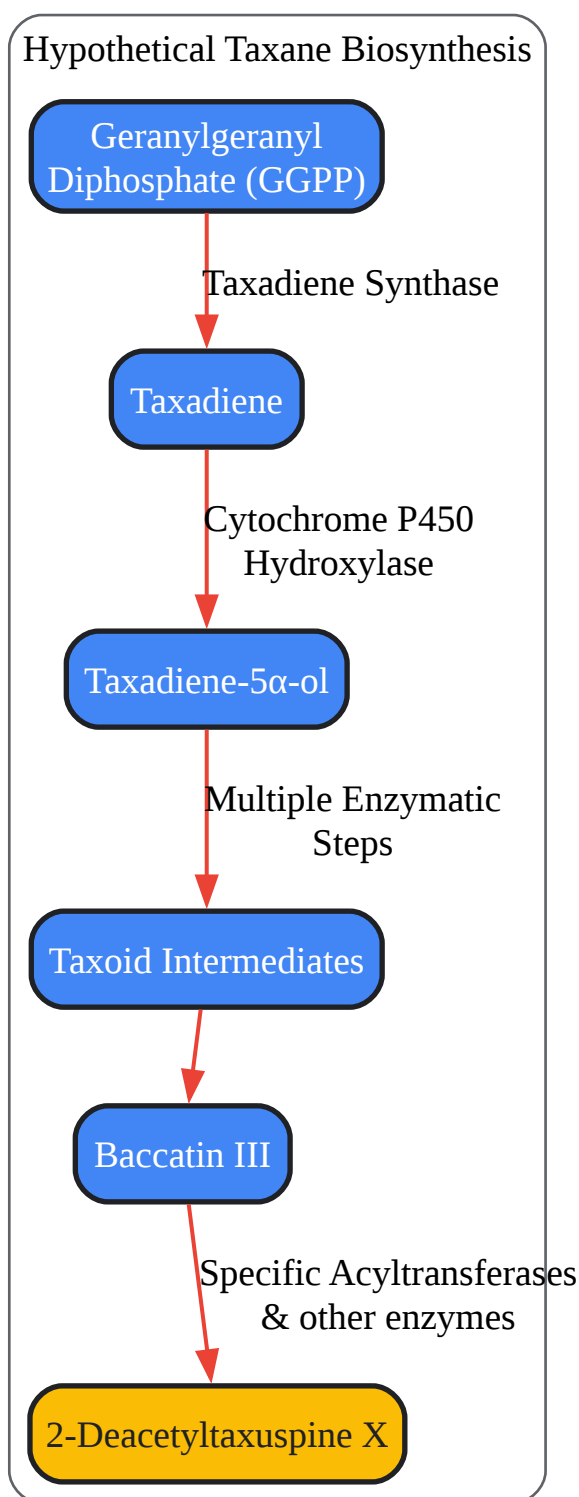 Hypothetical Taxane Biosynthesis
Geranylgeranyl
Diphosphate (GGPP)
Taxadiene Synthase
Taxadiene
Cytochrome P450
Hydroxylase
Taxadiene-5α-ol
Multiple Enzymatic
Steps
Taxoid Intermediates
Baccatin III
Specific Acyltransferases
& other enzymes
2-Deacetyltaxuspine X